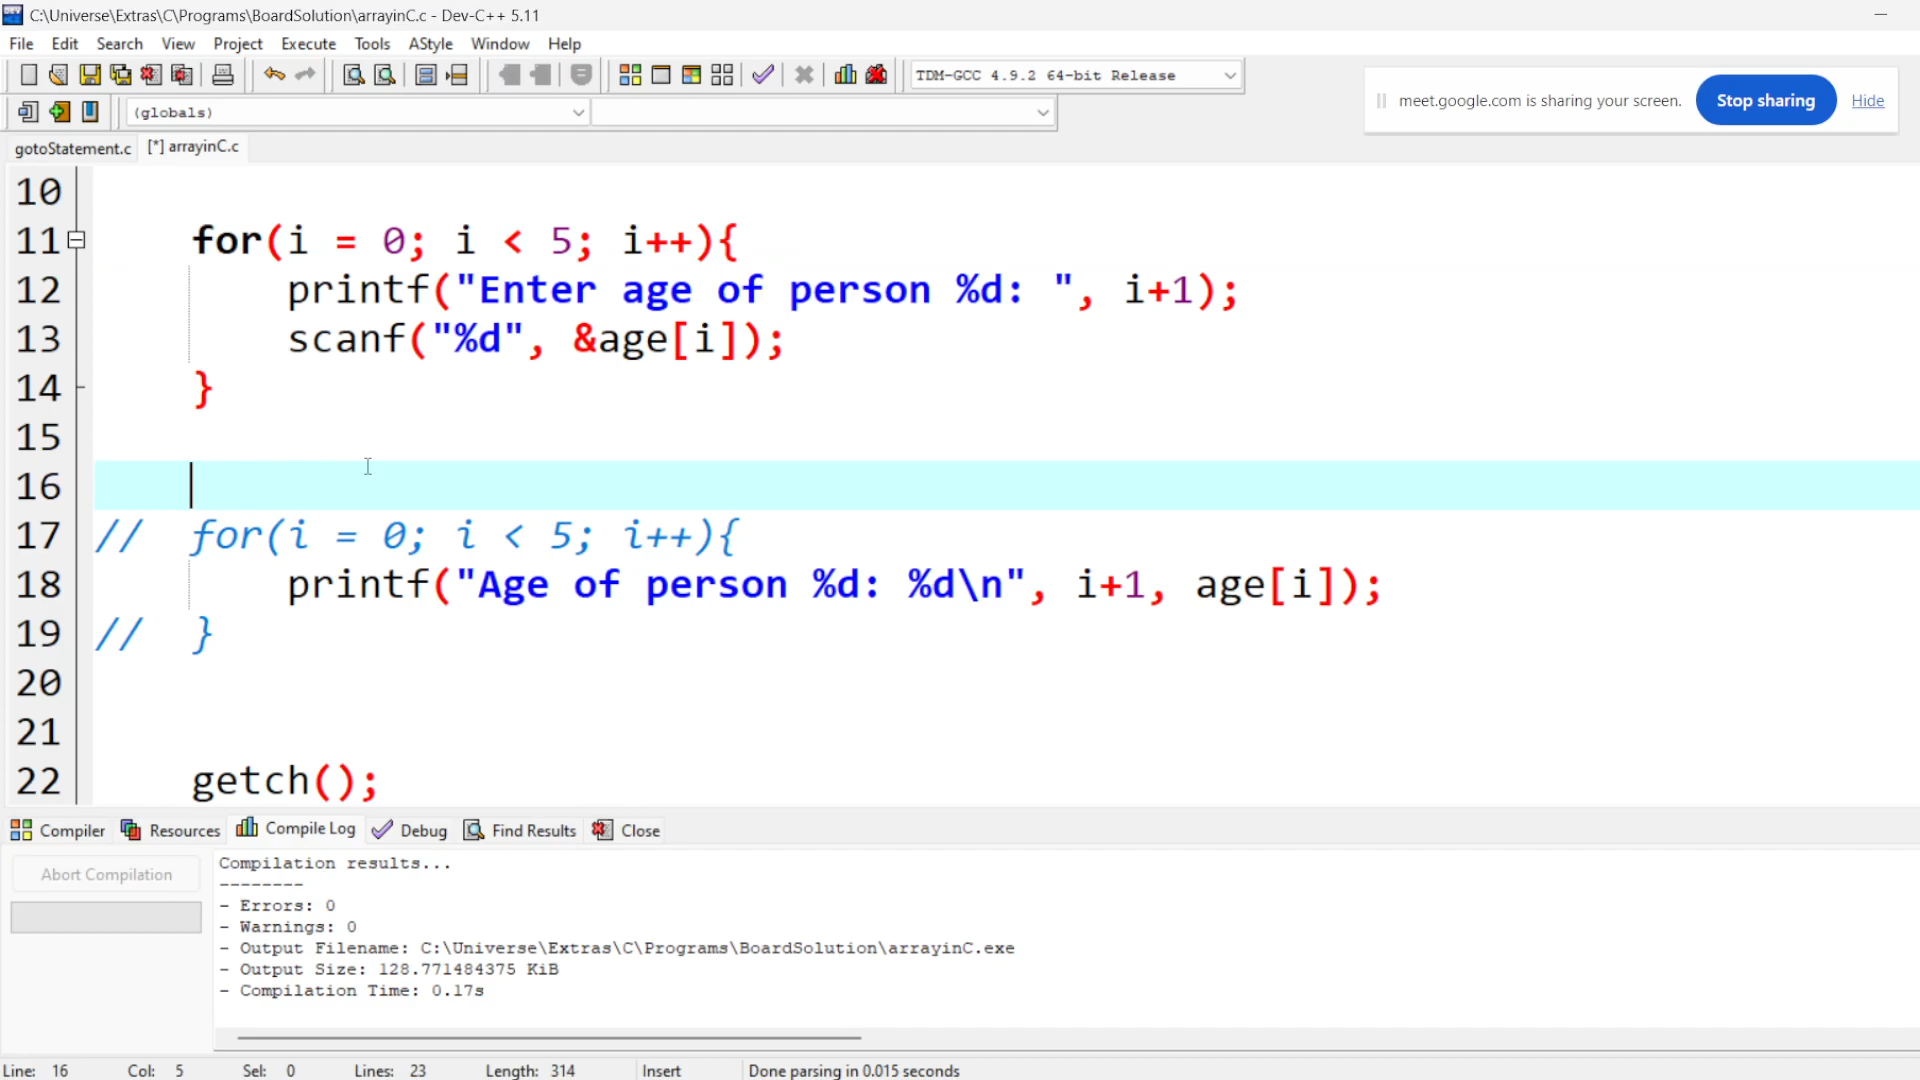 C:\Universe\Extras\C\Programs\BoardSolution\arrayinC.c - Dev-C++ 5.11
File Edit Search View Project Execute Tools AStyle Window Help
TDM-GCC 4.9.2 64-bit Release
meet.google.com is sharing your screen. Stop sharing Hide
(globals)
gotoStatement.c [*] arrayinC.c
10
11 for(i = 0; i < 5; i++){
12 printf("Enter age of person %d: ", i+1);
13 scanf("%d", &age[i]);
14 }
15
16
17 // for(i = 0; i < 5; i++){
18 printf("Age of person %d: %d\n", i+1, age[i]);
19 // }
20
21
22 getch();
Compiler Resources Compile Log Debug Find Results Close
Abort Compilation
Compilation results...
--------
- Errors: 0
- Warnings: 0
- Output Filename: C:\Universe\Extras\C\Programs\BoardSolution\arrayinC.exe
- Output Size: 128.771484375 KiB
- Compilation Time: 0.17s
Line: 16 Col: 5 Sel: 0 Lines: 23 Length: 314 Insert Done parsing in 0.015 seconds